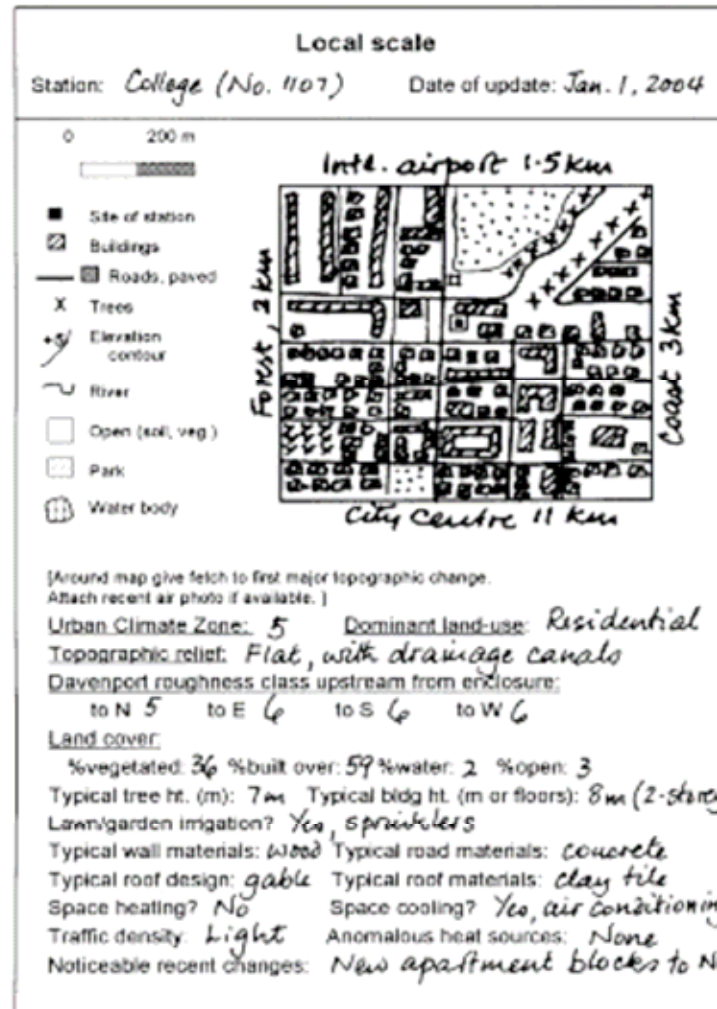 Local scale
Station: College (No. 1107) Date of update: Jan. 1, 2004
0 200 m
Intl. airport 1.5 km
Site of station
Buildings
Roads, paved
Trees
Elevation
contour
River
Open (soil, veg.)
Park
Water body
Forest, 2 km
Coast 3 km
City Centre 11 km
[Around map give fetch to first major topographic change.
Attach recent air photo if available. ]
Urban Climate Zone: 5 Dominant land-use: Residential
Topographic relief: Flat, with drainage canals
Davenport roughness class upstream from enclosure:
to N 5 to E 6 to S 6 to W 6
Land cover:
%vegetated: 36 %built over: 59 %water: 2 %open: 3
Typical tree ht. (m): 7m Typical bldg ht. (m or floors): 8m (2-storey
Lawn/garden irrigation? Yes, sprinklers
Typical wall materials: wood Typical road materials: concrete
Typical roof design: gable Typical roof materials: clay tile
Space heating? No Space cooling? Yes, air conditioning
Traffic density: Light Anomalous heat sources: None
Noticeable recent changes: New apartment blocks to N